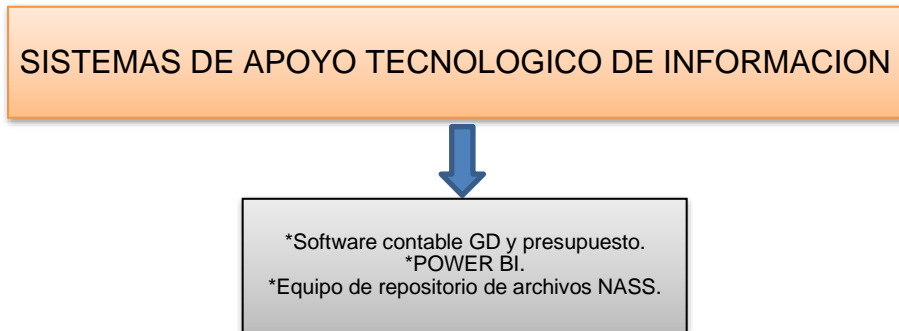 SISTEMAS DE APOYO TECNOLOGICO DE INFORMACION
*Software contable GD y presupuesto.
*POWER BI.
*Equipo de repositorio de archivos NASS.